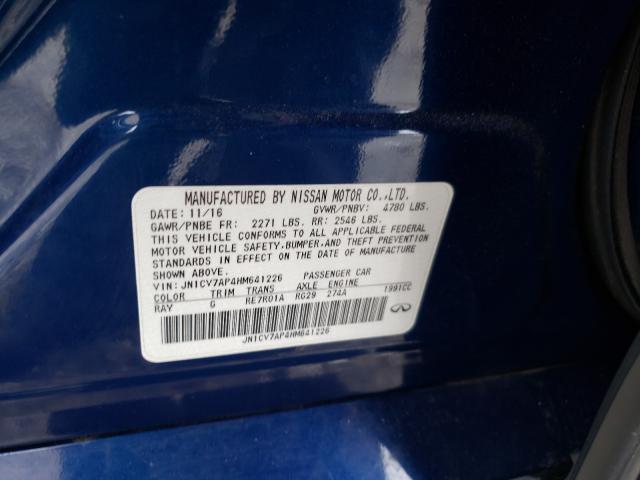 MANUFACTURED BY NISSAN MOTOR CO.,LTD.
DATE: 11/16 GVWR/PNBV: 4780 LBS.
GAWR/PNBE FR: 2271 LBS. RR: 2546 LBS.
THIS VEHICLE CONFORMS TO ALL APPLICABLE FEDERAL
MOTOR VEHICLE SAFETY,BUMPER,AND THEFT PREVENTION
STANDARDS IN EFFECT ON THE DATE OF MANUFACTURE
SHOWN ABOVE.
VIN: JN1CV7AP4HM641226 PASSENGER CAR
COLOR TRIM TRANS AXLE ENGINE
RAY G RE7R01A RG29 274A 1991CC
JN1CV7AP4HM641226